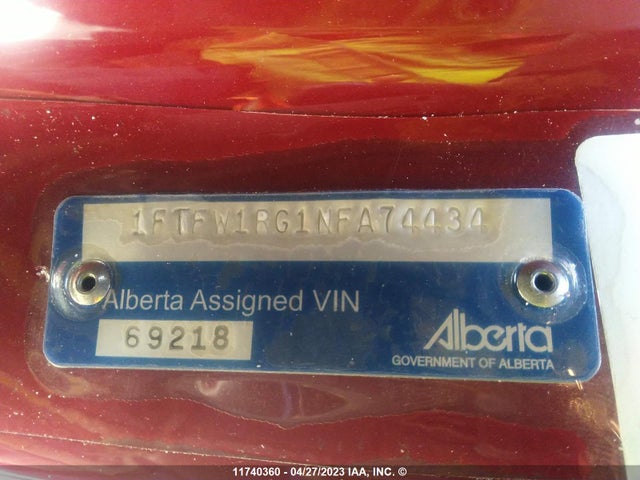 1FTFW1RG1NFA74434
Alberta Assigned VIN
69218
Alberta
GOVERNMENT OF ALBERTA
11740360 - 04/27/2023 IAA, INC. ©